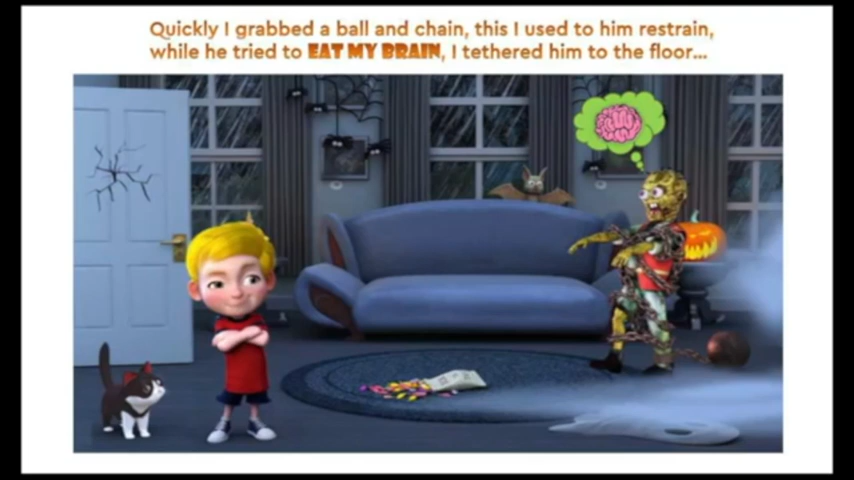 Quickly I grabbed a ball and chain, this I used to him restrain,
while he tried to EAT MY BRAIN, I tethered him to the floor...